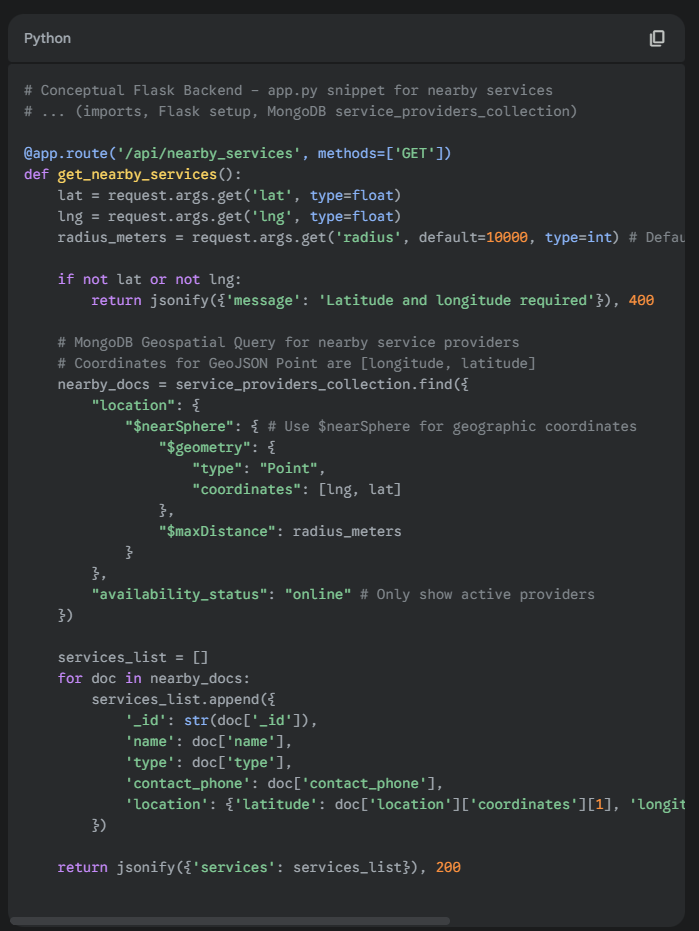 Python
# Conceptual Flask Backend - app.py snippet for nearby services
# ... (imports, Flask setup, MongoDB service_providers_collection)
@app.route('/api/nearby_services', methods=['GET'])
def get_nearby_services():
    lat = request.args.get('lat', type=float)
    lng = request.args.get('lng', type=float)
    radius_meters = request.args.get('radius', default=10000, type=int) # Defau
    if not lat or not lng:
        return jsonify({'message': 'Latitude and longitude required'}), 400
    # MongoDB Geospatial Query for nearby service providers
    # Coordinates for GeoJSON Point are [longitude, latitude]
    nearby_docs = service_providers_collection.find({
        "location": {
            "$nearSphere": { # Use $nearSphere for geographic coordinates
                "$geometry": {
                    "type": "Point",
                    "coordinates": [lng, lat]
                },
                "$maxDistance": radius_meters
            }
        },
        "availability_status": "online" # Only show active providers
    })
    services_list = []
    for doc in nearby_docs:
        services_list.append({
            '_id': str(doc['_id']),
            'name': doc['name'],
            'type': doc['type'],
            'contact_phone': doc['contact_phone'],
            'location': {'latitude': doc['location']['coordinates'][1], 'longit
        })
    return jsonify({'services': services_list}), 200